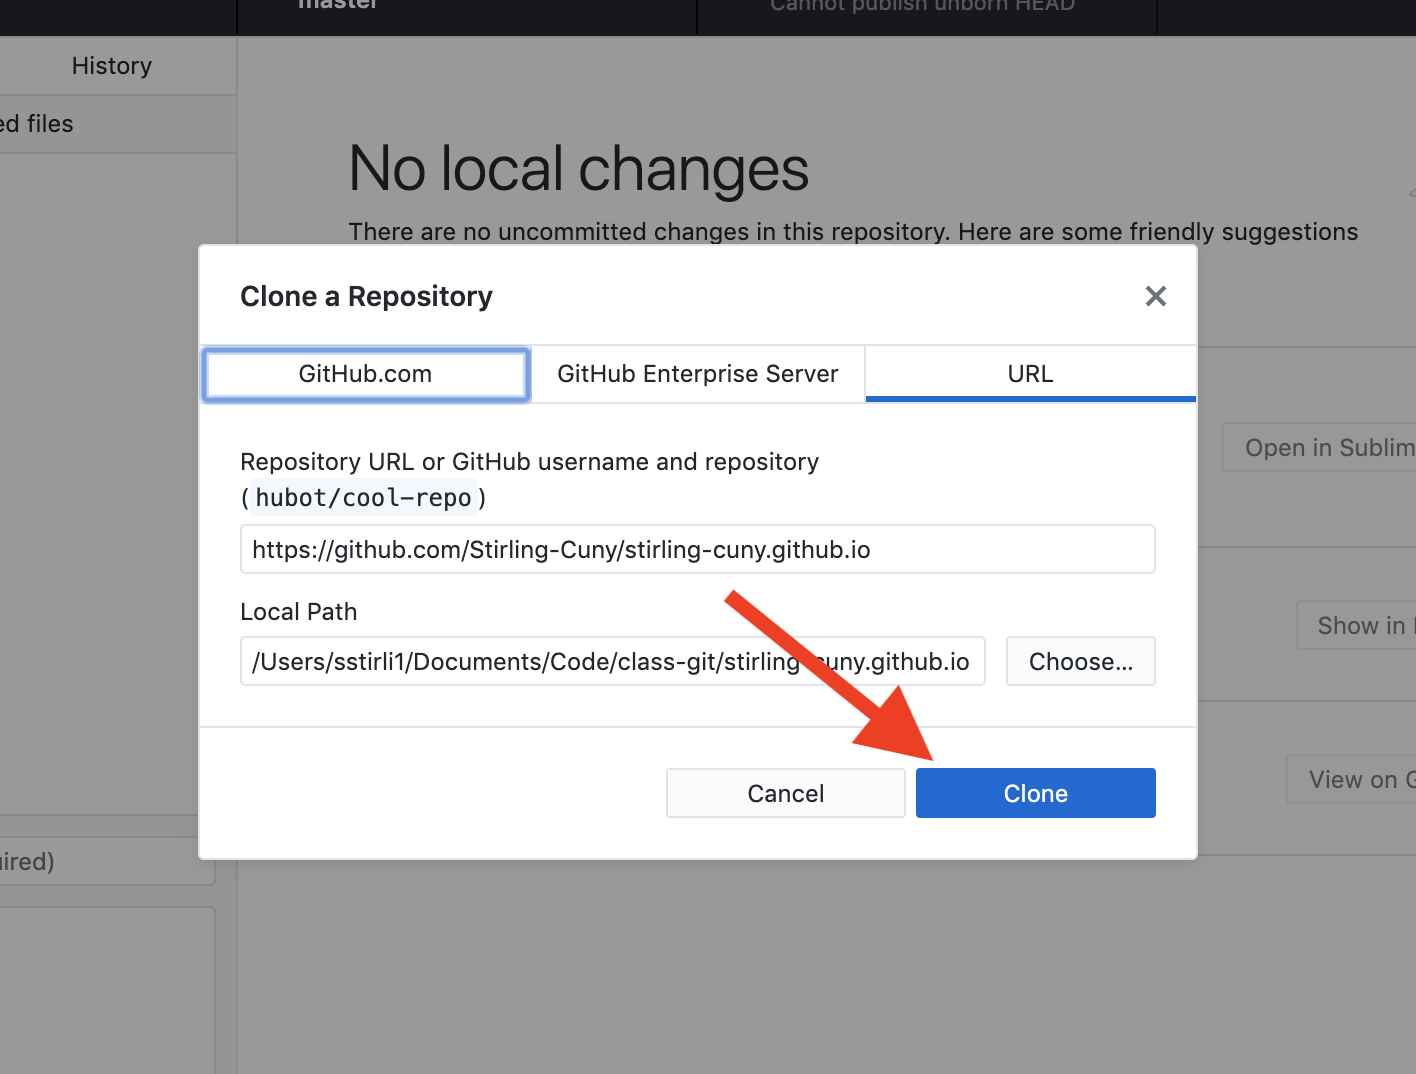 master
Cannot publish unborn HEAD
History
ed files
No local changes
There are no uncommitted changes in this repository. Here are some friendly suggestions
Clone a Repository
GitHub.com
GitHub Enterprise Server
URL
Repository URL or GitHub username and repository
(hubot/cool-repo)
https://github.com/Stirling-Cuny/stirling-cuny.github.io
Local Path
/Users/sstirli1/Documents/Code/class-git/stirling-cuny.github.io
Choose...
Cancel
Clone
Open in Sublim
Show in
View on G
uired)